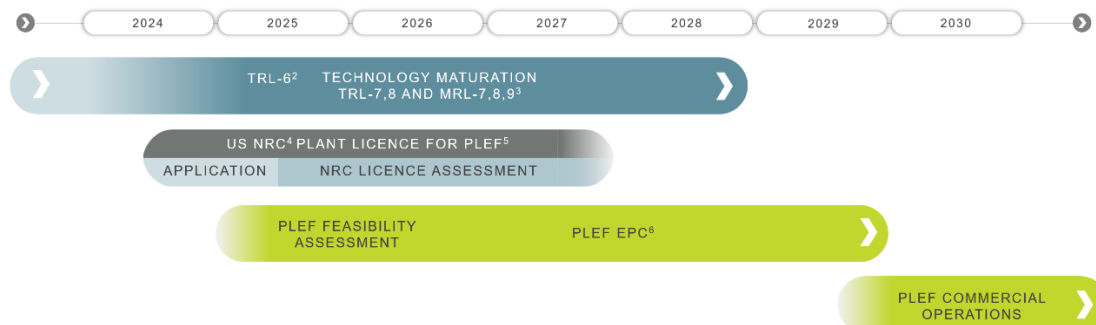 2024 2025 2026 2027 2028 2029 2030
TRL-6² TECHNOLOGY MATURATION
TRL-7,8 AND MRL-7,8,9³
US NRC⁴ PLANT LICENCE FOR PLEF⁵
APPLICATION NRC LICENCE ASSESSMENT
PLEF FEASIBILITY
ASSESSMENT
PLEF EPC⁶
PLEF COMMERCIAL
OPERATIONS